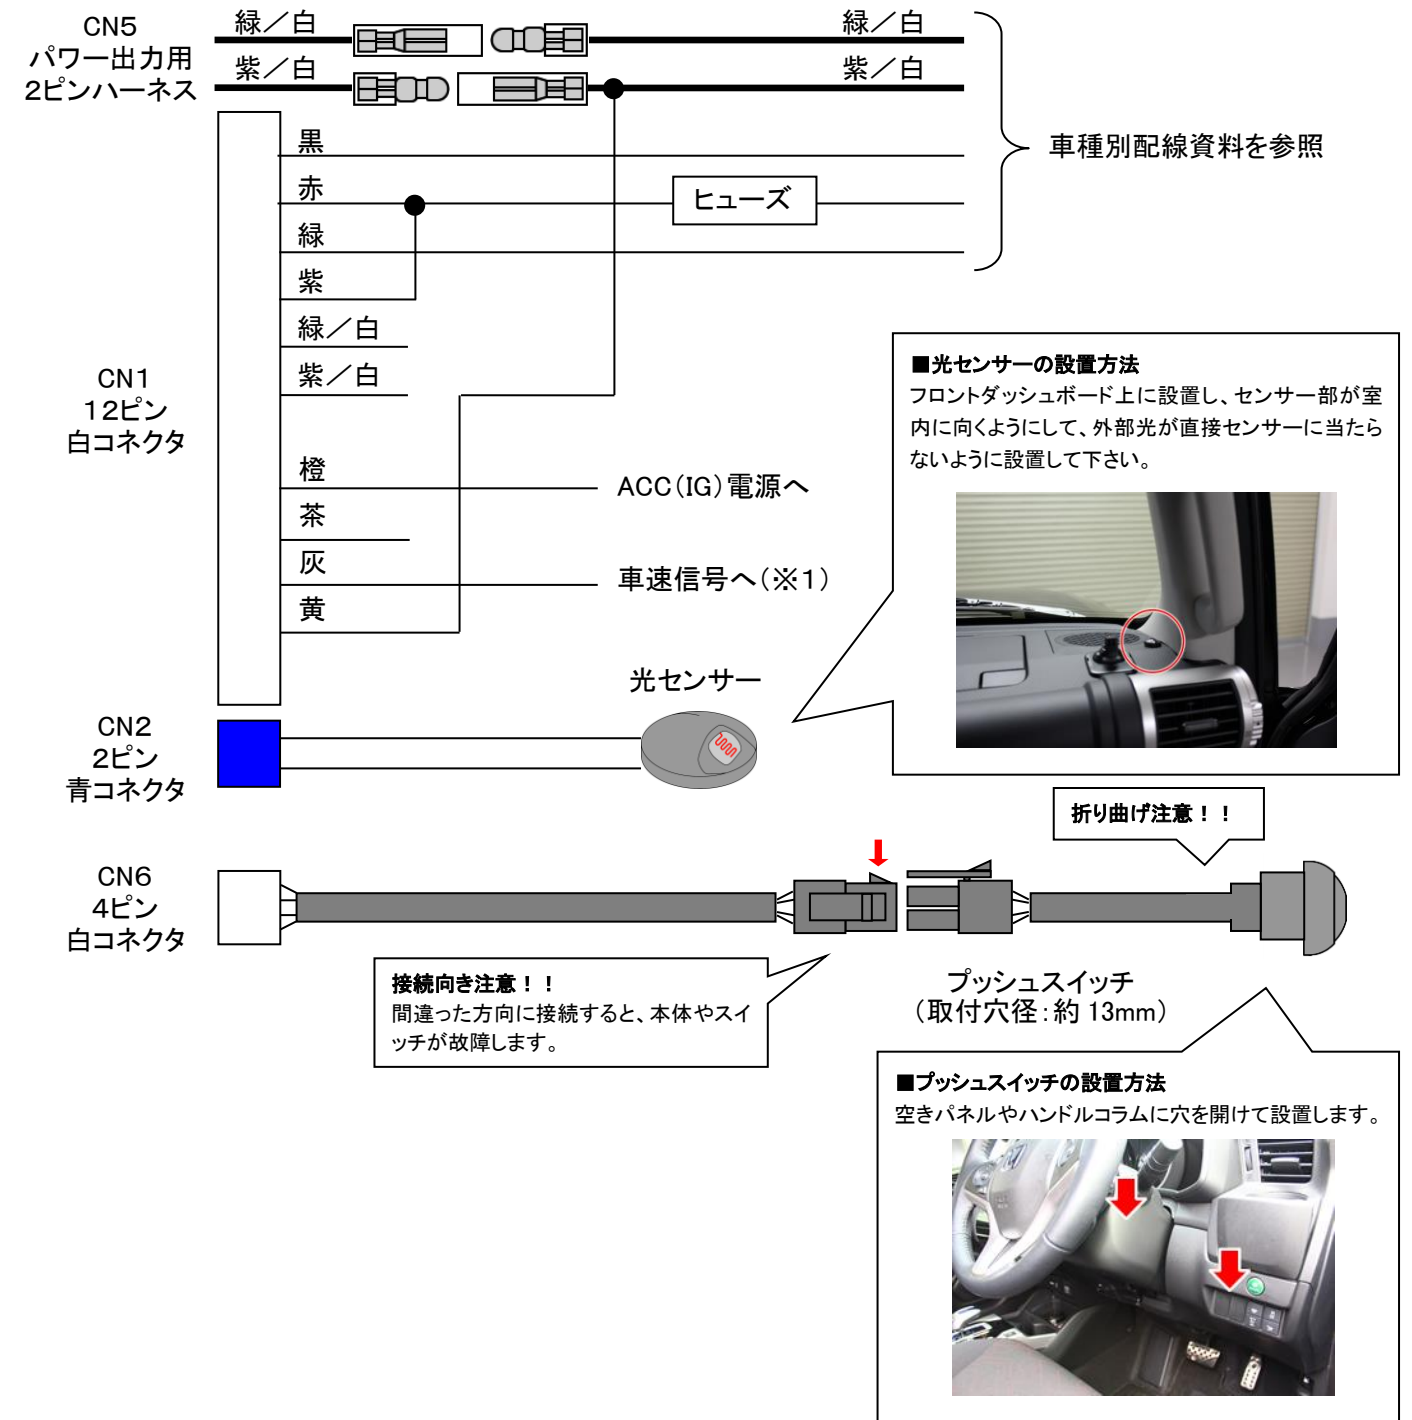 CN5
パワー出力用
2ピンハーネス
緑／白
緑／白
紫／白
紫／白
黒
赤
ヒューズ
緑
紫
緑／白
紫／白
車種別配線資料を参照
CN1
12ピン
白コネクタ
橙
ACC(IG)電源へ
茶
灰
車速信号へ(※1)
黄
■光センサーの設置方法
フロントダッシュボード上に設置し、センサー部が室
内に向くようにして、外部光が直接センサーに当たら
ないように設置して下さい。
光センサー
CN2
2ピン
青コネクタ
折り曲げ注意！！
CN6
4ピン
白コネクタ
接続向き注意！！
間違った方向に接続すると、本体やスイ
ッチが故障します。
プッシュスイッチ
(取付穴径:約 13mm)
■プッシュスイッチの設置方法
空きパネルやハンドルコラムに穴を開けて設置します。